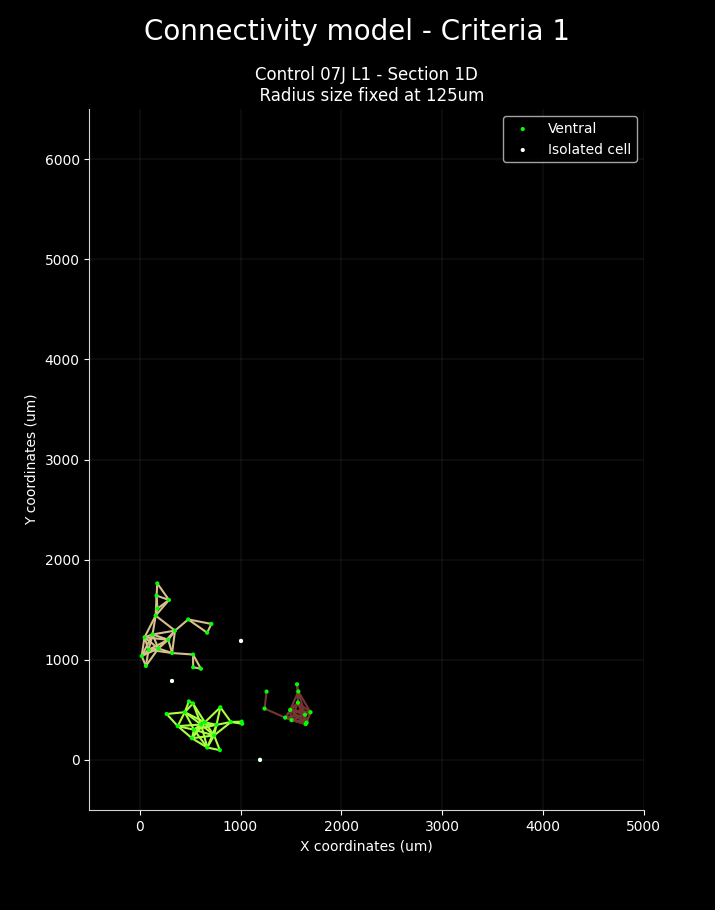 Connectivity model - Criteria 1
Control 07J L1 - Section 1D
Radius size fixed at 125um
Ventral
Isolated cell
6000
5000
4000
3000
2000
1000
0
Y coordinates (um)
0 1000 2000 3000 4000 5000
X coordinates (um)